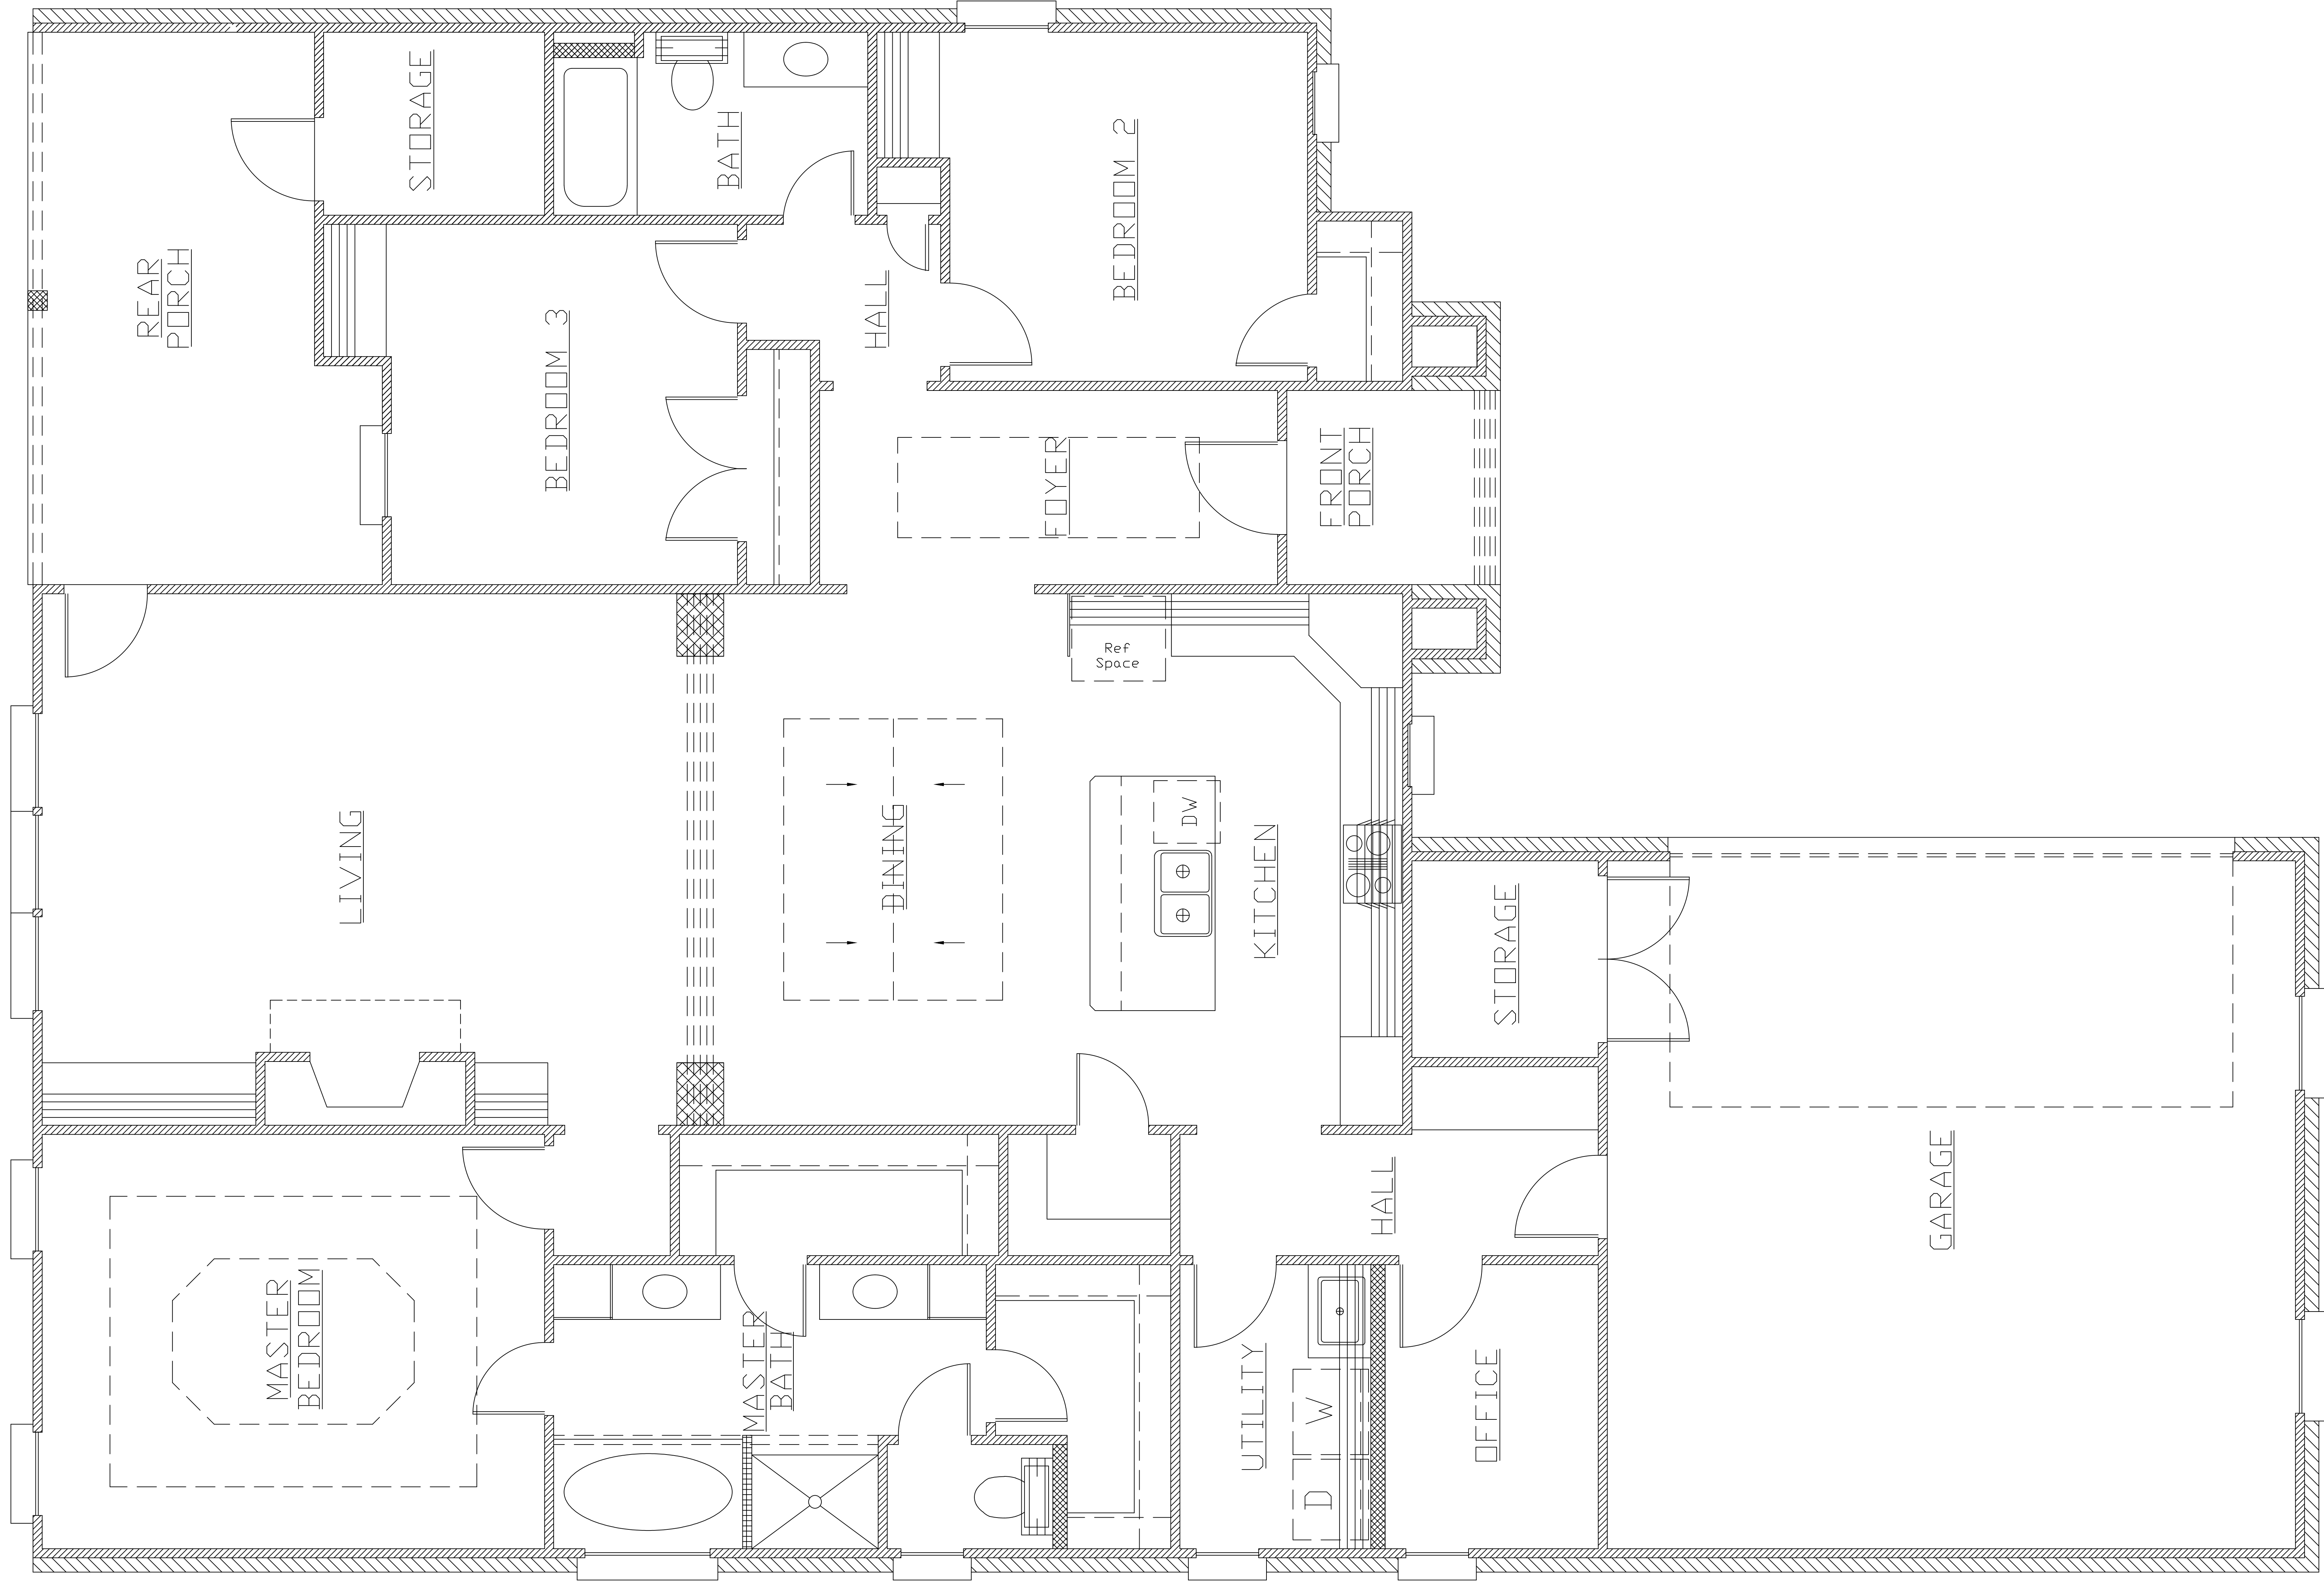 REAR
PORCH
STORAGE
BATH
BEDROOM 2
BEDROOM 3
HALL
FOYER
FRONT
PORCH
LIVING
DINING
Ref
Space
DW
KITCHEN
STORAGE
GARAGE
HALL
MASTER
BEDROOM
MASTER
BATH
UTILITY
W
D
OFFICE